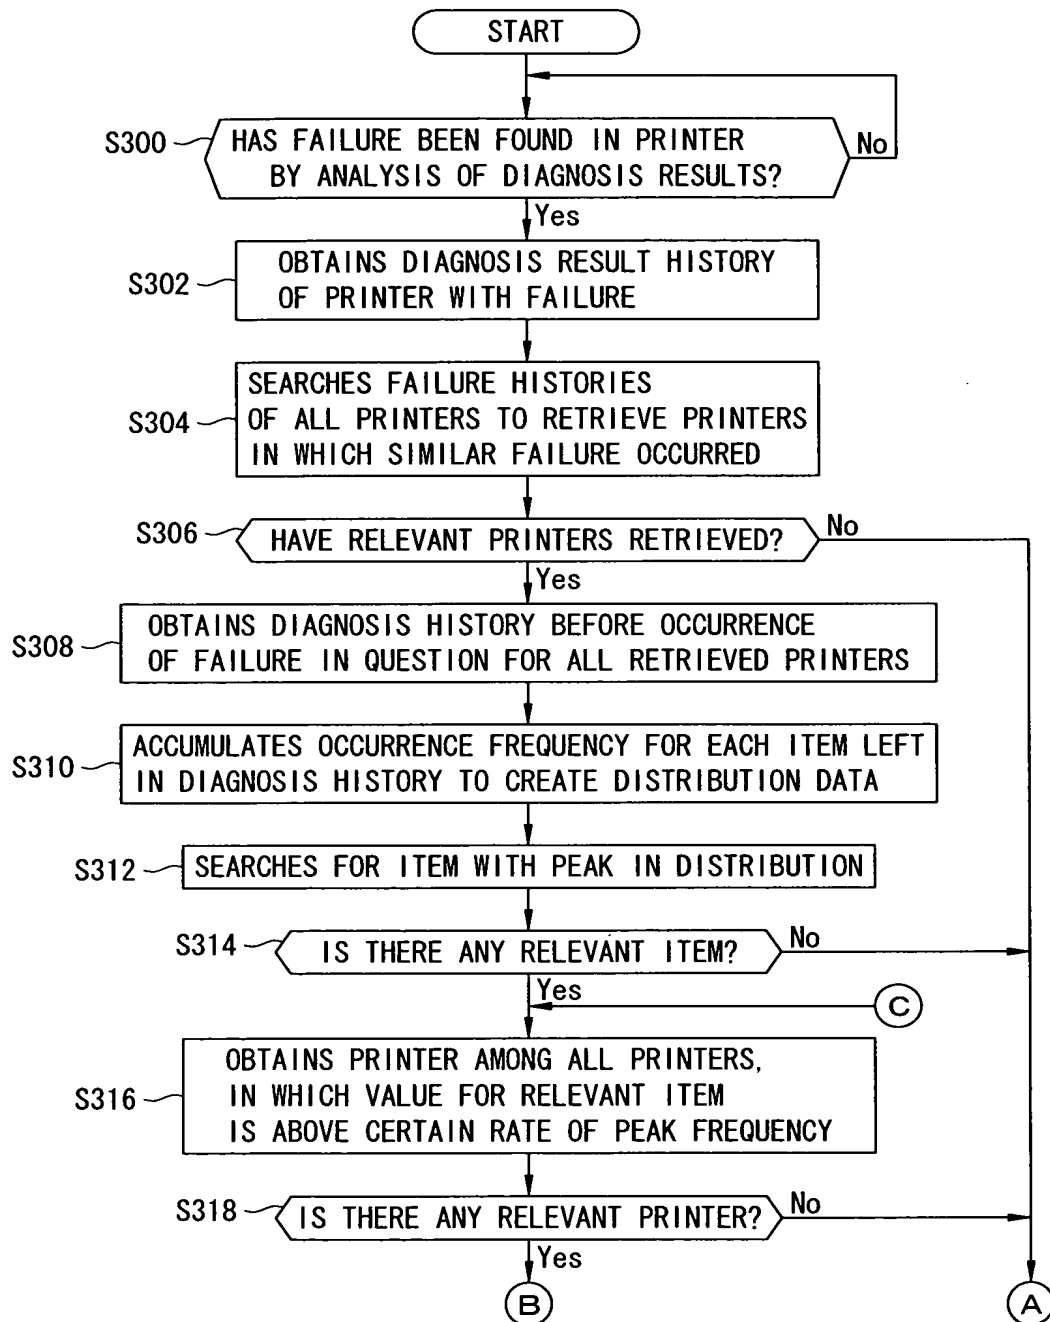 START
S300
HAS FAILURE BEEN FOUND IN PRINTER
BY ANALYSIS OF DIAGNOSIS RESULTS?
No
Yes
S302
OBTAINS DIAGNOSIS RESULT HISTORY
OF PRINTER WITH FAILURE
S304
SEARCHES FAILURE HISTORIES
OF ALL PRINTERS TO RETRIEVE PRINTERS
IN WHICH SIMILAR FAILURE OCCURRED
S306
HAVE RELEVANT PRINTERS RETRIEVED?
No
Yes
S308
OBTAINS DIAGNOSIS HISTORY BEFORE OCCURRENCE
OF FAILURE IN QUESTION FOR ALL RETRIEVED PRINTERS
S310
ACCUMULATES OCCURRENCE FREQUENCY FOR EACH ITEM LEFT
IN DIAGNOSIS HISTORY TO CREATE DISTRIBUTION DATA
S312
SEARCHES FOR ITEM WITH PEAK IN DISTRIBUTION
S314
IS THERE ANY RELEVANT ITEM?
No
Yes
C
S316
OBTAINS PRINTER AMONG ALL PRINTERS,
IN WHICH VALUE FOR RELEVANT ITEM
IS ABOVE CERTAIN RATE OF PEAK FREQUENCY
S318
IS THERE ANY RELEVANT PRINTER?
No
Yes
B
A